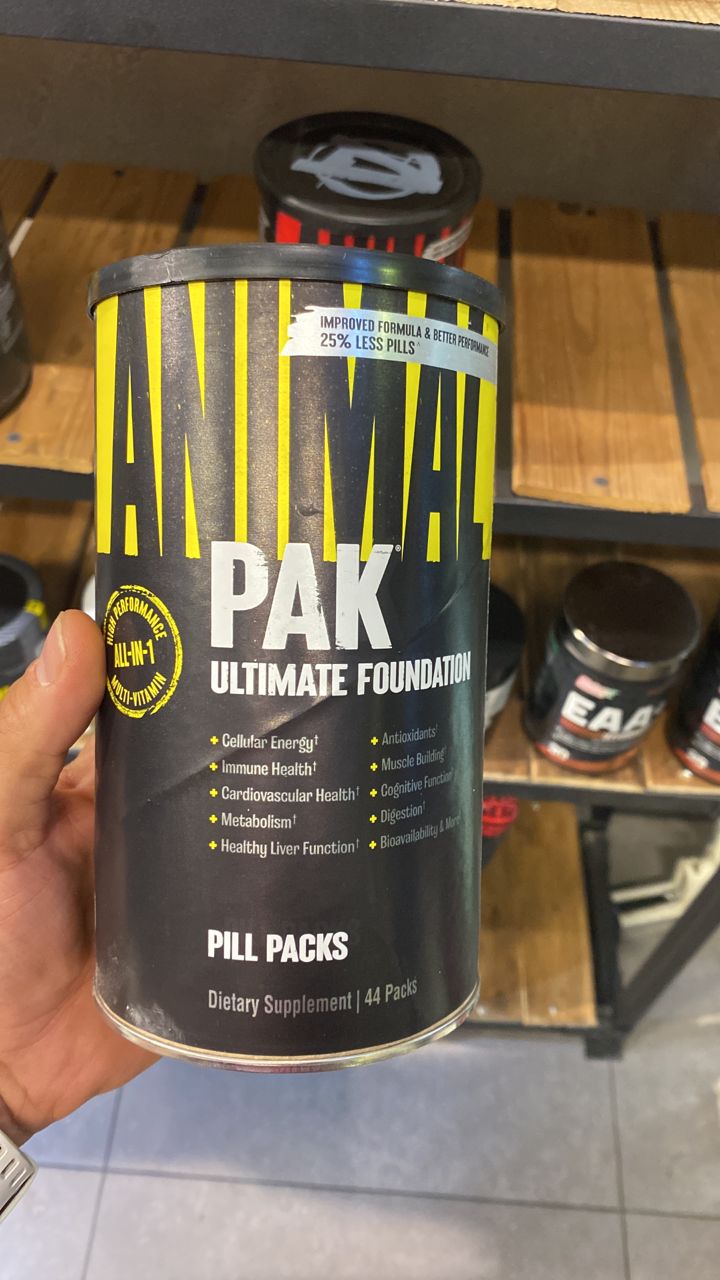 ANIMAL
IMPROVED FORMULA & BETTER PERFORMANCE
25% LESS PILLS^
PAK®
ULTIMATE FOUNDATION
HIGH PERFORMANCE
ALL-IN-1
MULTI-VITAMIN
+ Cellular Energy†
+ Immune Health†
+ Cardiovascular Health†
+ Metabolism†
+ Healthy Liver Function†
+ Antioxidants†
+ Muscle Building†
+ Cognitive Function†
+ Digestion†
+ Bioavailability & More†
PILL PACKS
Dietary Supplement | 44 Packs
EAA+